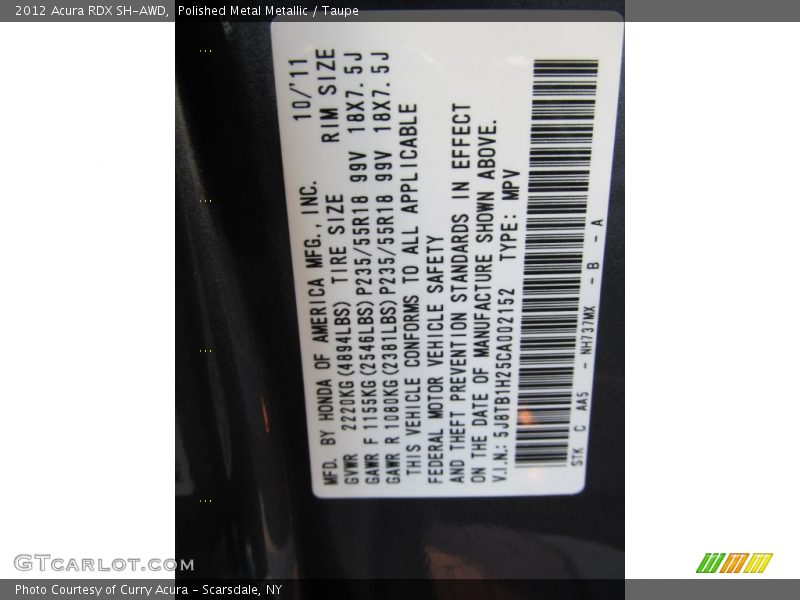 2012 Acura RDX SH-AWD, Polished Metal Metallic / Taupe
MFD. BY HONDA OF AMERICA MFG., INC. 10/'11
GVWR 2220KG(4894LBS) TIRE SIZE RIM SIZE
GAWR F 1155KG(2546LBS)P235/55R18 99V 18X7.5J
GAWR R 1080KG(2381LBS)P235/55R18 99V 18X7.5J
THIS VEHICLE CONFORMS TO ALL APPLICABLE
FEDERAL MOTOR VEHICLE SAFETY
AND THEFT PREVENTION STANDARDS IN EFFECT
ON THE DATE OF MANUFACTURE SHOWN ABOVE.
V.I.N.: 5J8TB1H25CA002152 TYPE: MPV
STK C AA5 - NH737MX - B - A
GTCARLOT.COM
Photo Courtesy of Curry Acura - Scarsdale, NY